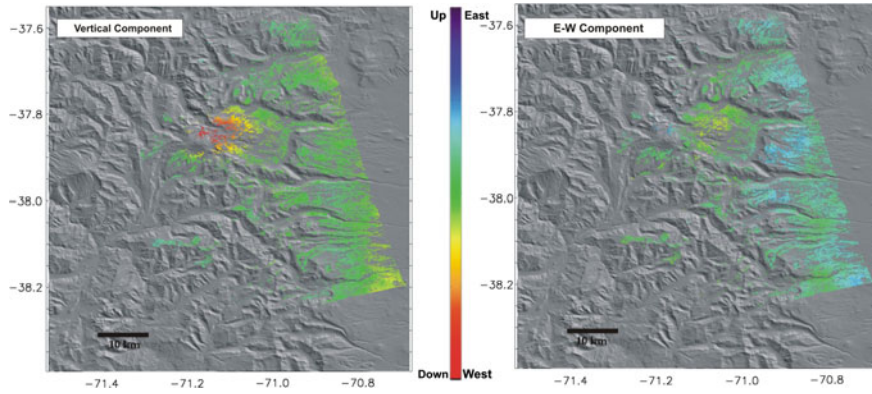 Vertical Component
−37.6
−37.8
−38.0
−38.2
10 km
−71.4
−71.2
−71.0
−70.8
Up
East
Down
West
E-W Component
−37.6
−37.8
−38.0
−38.2
10 km
−71.4
−71.2
−71.0
−70.8